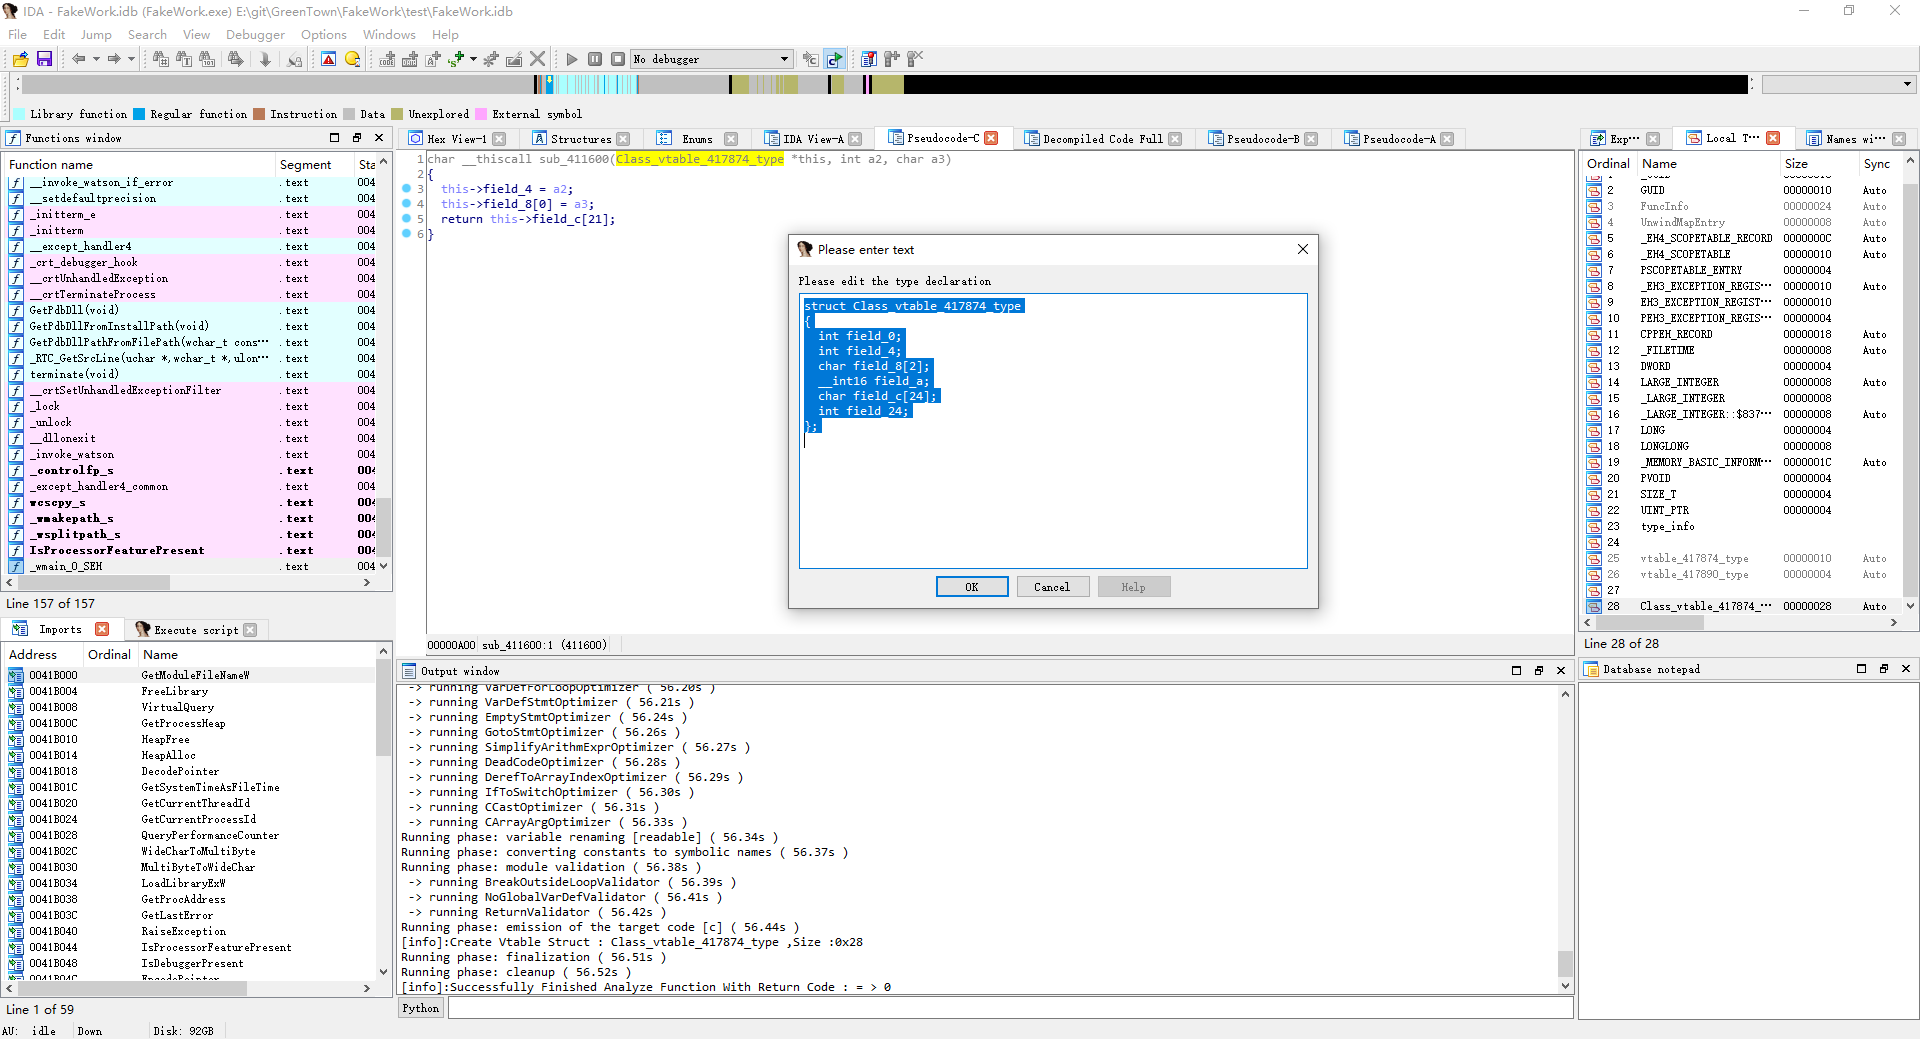 IDA - FakeWork.idb (FakeWork.exe) E:\git\GreenTown\FakeWork\test\FakeWork.idb
File Edit Jump Search View Debugger Options Windows Help
No debugger
Library function Regular function Instruction Data Unexplored External symbol
Functions window
Function name Segment Sta
__invoke_watson_if_error .text 004
__setdefaultprecision .text 004
_initterm_e .text 004
_initterm .text 004
__except_handler4 .text 004
_crt_debugger_hook .text 004
__crtUnhandledException .text 004
__crtTerminateProcess .text 004
GetPdbDll(void) .text 004
GetPdbDllFromInstallPath(void) .text 004
GetPdbDllPathFromFilePath(wchar_t cons… .text 004
_RTC_GetSrcLine(uchar *,wchar_t *,ulon… .text 004
terminate(void) .text 004
__crtSetUnhandledExceptionFilter .text 004
_lock .text 004
_unlock .text 004
__dllonexit .text 004
_invoke_watson .text 004
_controlfp_s .text 004
_except_handler4_common .text 004
wcscpy_s .text 004
_wmakepath_s .text 004
_wsplitpath_s .text 004
IsProcessorFeaturePresent .text 004
_wmain_0_SEH .text 004
Line 157 of 157
Imports Execute script
Address Ordinal Name
0041B000 GetModuleFileNameW
0041B004 FreeLibrary
0041B008 VirtualQuery
0041B00C GetProcessHeap
0041B010 HeapFree
0041B014 HeapAlloc
0041B018 DecodePointer
0041B01C GetSystemTimeAsFileTime
0041B020 GetCurrentThreadId
0041B024 GetCurrentProcessId
0041B028 QueryPerformanceCounter
0041B02C WideCharToMultiByte
0041B030 MultiByteToWideChar
0041B034 LoadLibraryExW
0041B038 GetProcAddress
0041B03C GetLastError
0041B040 RaiseException
0041B044 IsProcessorFeaturePresent
0041B048 IsDebuggerPresent
0041B04C EncodePointer
Line 1 of 59
AU: idle Down Disk: 92GB
Hex View-1 Structures Enums IDA View-A Pseudocode-C Decompiled Code Full Pseudocode-B Pseudocode-A
1 char __thiscall sub_411600(Class_vtable_417874_type *this, int a2, char a3)
2 {
3 this->field_4 = a2;
4 this->field_8[0] = a3;
5 return this->field_c[21];
6 }
00000A00 sub_411600:1 (411600)
Please enter text
Please edit the type declaration
struct Class_vtable_417874_type
{
int field_0;
int field_4;
char field_8[2];
__int16 field_a;
char field_c[24];
int field_24;
};
OK Cancel Help
Output window
-> running VarDefForLoopOptimizer ( 56.20s )
-> running VarDefStmtOptimizer ( 56.21s )
-> running EmptyStmtOptimizer ( 56.24s )
-> running GotoStmtOptimizer ( 56.26s )
-> running SimplifyArithmExprOptimizer ( 56.27s )
-> running DeadCodeOptimizer ( 56.28s )
-> running DerefToArrayIndexOptimizer ( 56.29s )
-> running IfToSwitchOptimizer ( 56.30s )
-> running CCastOptimizer ( 56.31s )
-> running CArrayArgOptimizer ( 56.33s )
Running phase: variable renaming [readable] ( 56.34s )
Running phase: converting constants to symbolic names ( 56.37s )
Running phase: module validation ( 56.38s )
-> running BreakOutsideLoopValidator ( 56.39s )
-> running NoGlobalVarDefValidator ( 56.41s )
-> running ReturnValidator ( 56.42s )
Running phase: emission of the target code [c] ( 56.44s )
[info]:Create Vtable Struct : Class_vtable_417874_type ,Size :0x28
Running phase: finalization ( 56.51s )
Running phase: cleanup ( 56.52s )
[info]:Successfully Finished Analyze Function With Return Code : = > 0
Python
Exp… Local T… Names wi…
Ordinal Name Size Sync
2 GUID 00000010 Auto
3 FuncInfo 00000024 Auto
4 UnwindMapEntry 00000008 Auto
5 _EH4_SCOPETABLE_RECORD 0000000C Auto
6 _EH4_SCOPETABLE 00000010 Auto
7 PSCOPETABLE_ENTRY 00000004
8 _EH3_EXCEPTION_REGIS… 00000010 Auto
9 EH3_EXCEPTION_REGIST… 00000010
10 PEH3_EXCEPTION_REGIS… 00000004
11 CPPEH_RECORD 00000018 Auto
12 _FILETIME 00000008 Auto
13 DWORD 00000004
14 LARGE_INTEGER 00000008 Auto
15 _LARGE_INTEGER 00000008 Auto
16 _LARGE_INTEGER::$837… 00000008 Auto
17 LONG 00000004
18 LONGLONG 00000008
19 _MEMORY_BASIC_INFORM… 0000001C Auto
20 PVOID 00000004
21 SIZE_T 00000004
22 UINT_PTR 00000004
23 type_info
24
25 vtable_417874_type 00000010 Auto
26 vtable_417890_type 00000004 Auto
27
28 Class_vtable_417874_… 00000028 Auto
Line 28 of 28
Database notepad